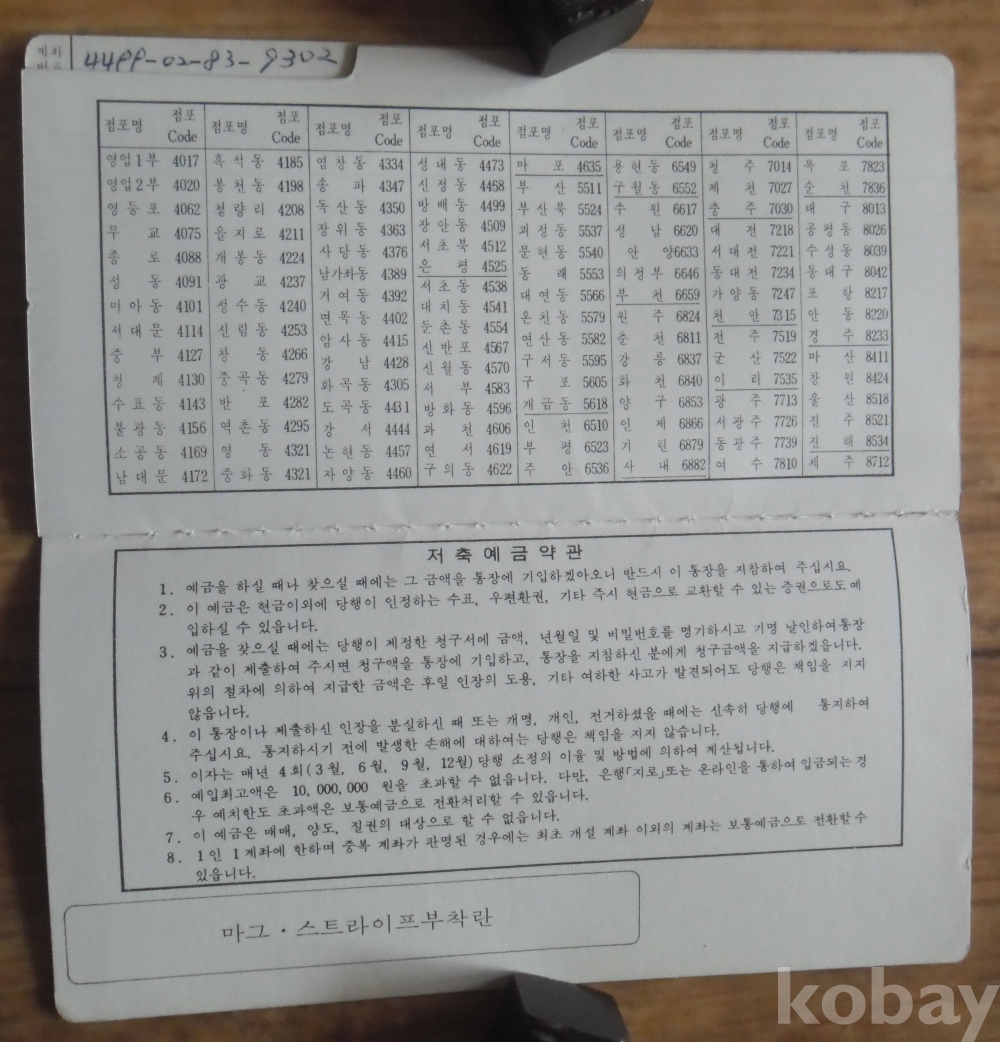 계좌
4499-02-83-9302
점포명 점포 Code 점포명 점포 Code 점포명 점포 Code 점포명 점포 Code 점포명 점포 Code 점포명 점포 Code 점포명 점포 Code 점포명 점포 Code
영업1부 4017 흑석동 4185 염창동 4334 성내동 4473 마포 4635 용현동 6549 청주 7014 목포 7823
영업2부 4020 봉천동 4198 송파 4347 신정동 4468 부산 5511 구월동 6552 제천 7027 순천 7836
영등포 4062 청량리 4208 독산동 4350 방배동 4499 부산북 5524 수원 6617 충주 7030 대구 8013
무교 4075 을지로 4211 장위동 4363 장안동 4509 괴정동 5537 성남 6620 대전 7218 공평동 8026
종로 4088 개봉동 4224 사당동 4376 서초북 4512 문현동 5540 안양 6633 서대전 7221 수성동 8039
성동 4091 광교 4237 남가좌동 4389 은평 4525 동래 5553 의정부 6646 동대전 7234 동대구 8042
미아동 4101 성수동 4240 거여동 4392 서초동 4538 대연동 5566 부천 6659 가양동 7247 포항 8217
서대문 4114 신림동 4253 면목동 4402 대치동 4541 온천동 5579 원주 6824 천안 7315 안동 8220
중부 4127 창동 4266 암사동 4415 둔촌동 4554 연산동 5582 춘천 6811 전주 7519 경주 8233
청계 4130 중곡동 4279 강남 4428 신반포 4567 구서동 5595 강릉 6837 군산 7522 마산 8411
수표동 4143 반포 4282 화곡동 4305 신월동 4570 구포 5605 화천 6840 이리 7535 창원 8424
불광동 4156 역촌동 4295 도곡동 4431 서부 4583 개금동 5618 양구 6853 광주 7713 울산 8518
소공동 4169 영동 4321 강서 4444 방화동 4596 인천 6510 인제 6866 서광주 7726 진주 8521
남대문 4172 중화동 4321 논현동 4457 과천 4606 부평 6523 기린 6879 동광주 7739 진해 8534
자양동 4460 연서 4619 주안 6536 사내 6882 여수 7810 제주 8712
구의동 4622
저축예금약관
1. 예금을 하실 때나 찾으실 때에는 그 금액을 통장에 기입하겠아오니 반드시 이 통장을 지참하여 주십시요.
2. 이 예금은 현금이외에 당행이 인정하는 수표, 우편환권, 기타 즉시 현금으로 교환할 수 있는 증권으로도 예
입하실 수 있읍니다.
3. 예금을 찾으실 때에는 당행이 제정한 청구서에 금액, 년월일 및 비밀번호를 명기하시고 기명 날인하여통장
과 같이 제출하여 주시면 청구액을 통장에 기입하고, 통장을 지참하신 분에게 청구금액을 지급하겠읍니다.
위의 절차에 의하여 지급한 금액은 후일 인장의 도용, 기타 여하한 사고가 발견되어도 당행은 책임을 지지
않읍니다.
4. 이 통장이나 제출하신 인장을 분실하신 때 또는 개명, 개인, 전거하셨을 때에는 신속히 당행에 통지하여
주십시요. 통지하시기 전에 발생한 손해에 대하여는 당행은 책임을 지지 않습니다.
5. 이자는 매년 4회(3월, 6월, 9월, 12월) 당행 소정의 이율 및 방법에 의하여 계산됩니다.
6. 예입최고액은 10,000,000 원을 초과할 수 없읍니다. 다만, 은행「지로」또는 온라인을 통하여 입금되는 경
우 예치한도 초과액은 보통예금으로 전환처리할 수 있읍니다.
7. 이 예금은 매매, 양도, 질권의 대상으로 할 수 없읍니다.
8. 1인 1계좌에 한하며 중복 계좌가 판명된 경우에는 최초 개설 계좌 이외의 계좌는 보통예금으로 전환할 수
있읍니다.
마그·스트라이프부착란
kobay